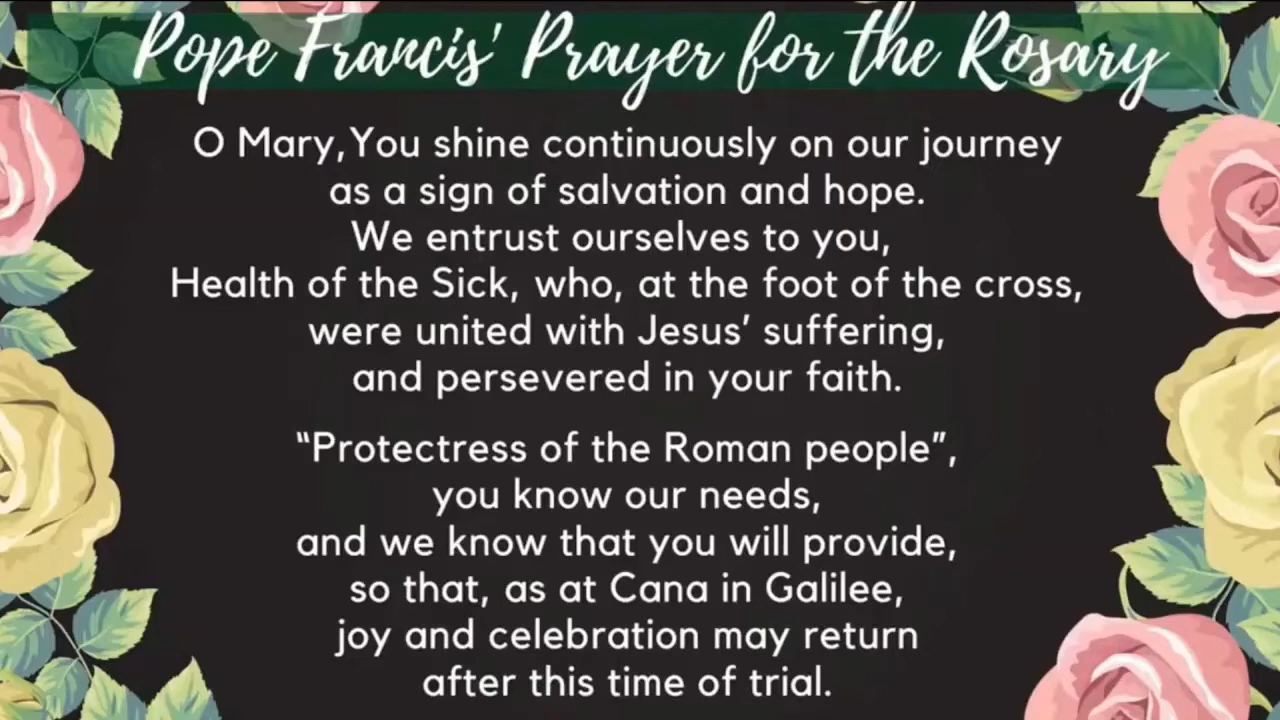 Pope Francis' Prayer for the Rosary
O Mary,You shine continuously on our journey
as a sign of salvation and hope.
We entrust ourselves to you,
Health of the Sick, who, at the foot of the cross,
were united with Jesus’ suffering,
and persevered in your faith.
“Protectress of the Roman people”,
you know our needs,
and we know that you will provide,
so that, as at Cana in Galilee,
joy and celebration may return
after this time of trial.